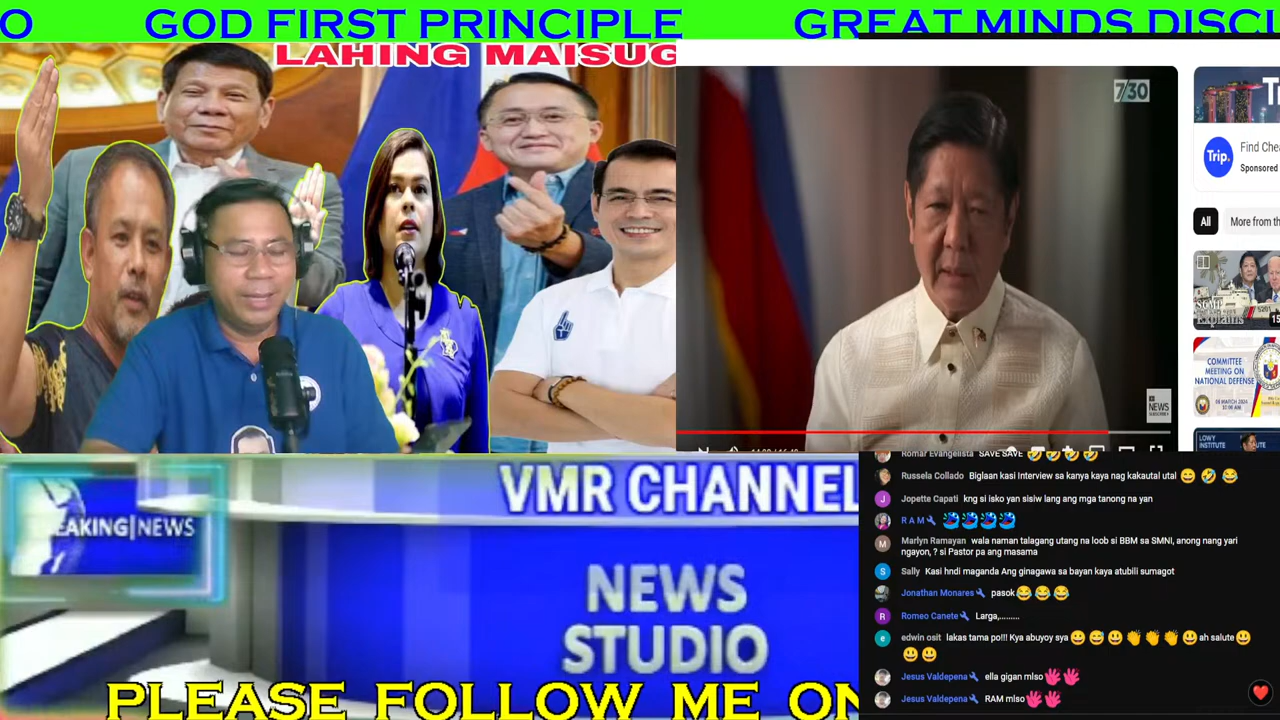 O GOD FIRST PRINCIPLE GREAT MINDS DISCU
LAHING MAISUG
7/30
NEWS
Trip.
Find Chea
Sponsored
All
More from th
Explains
COMMITTEE
MEETING ON
NATIONAL DEFENSE
LOWY
INSTITUTE
Romar Evangelista SAVE SAVE 🤣🤣🤣🤣
Russela Collado Biglaan kasi Interview sa kanya kaya nag kakautal utal 😄 🤣 😂
Jopette Capati kng si isko yan sisiw lang ang mga tanong na yan
R A M
Marlyn Ramayan wala naman talagang utang na loob si BBM sa SMNI, anong nang yari
ngayon, ? si Pastor pa ang masama
Sally Kasi hndi maganda Ang ginagawa sa bayan kaya atubili sumagot
Jonathan Monares pasok😂😂😂
Romeo Canete Larga,.........
edwin osit lakas tama po!!! Kya abuyoy sya 😀😅😃👏👏👏😃ah salute😃
😃😃
Jesus Valdepena ella gigan mlso
Jesus Valdepena RAM mlso
EAKING|NEWS
VMR CHANNEL
NEWS
STUDIO
PLEASE FOLLOW ME ON